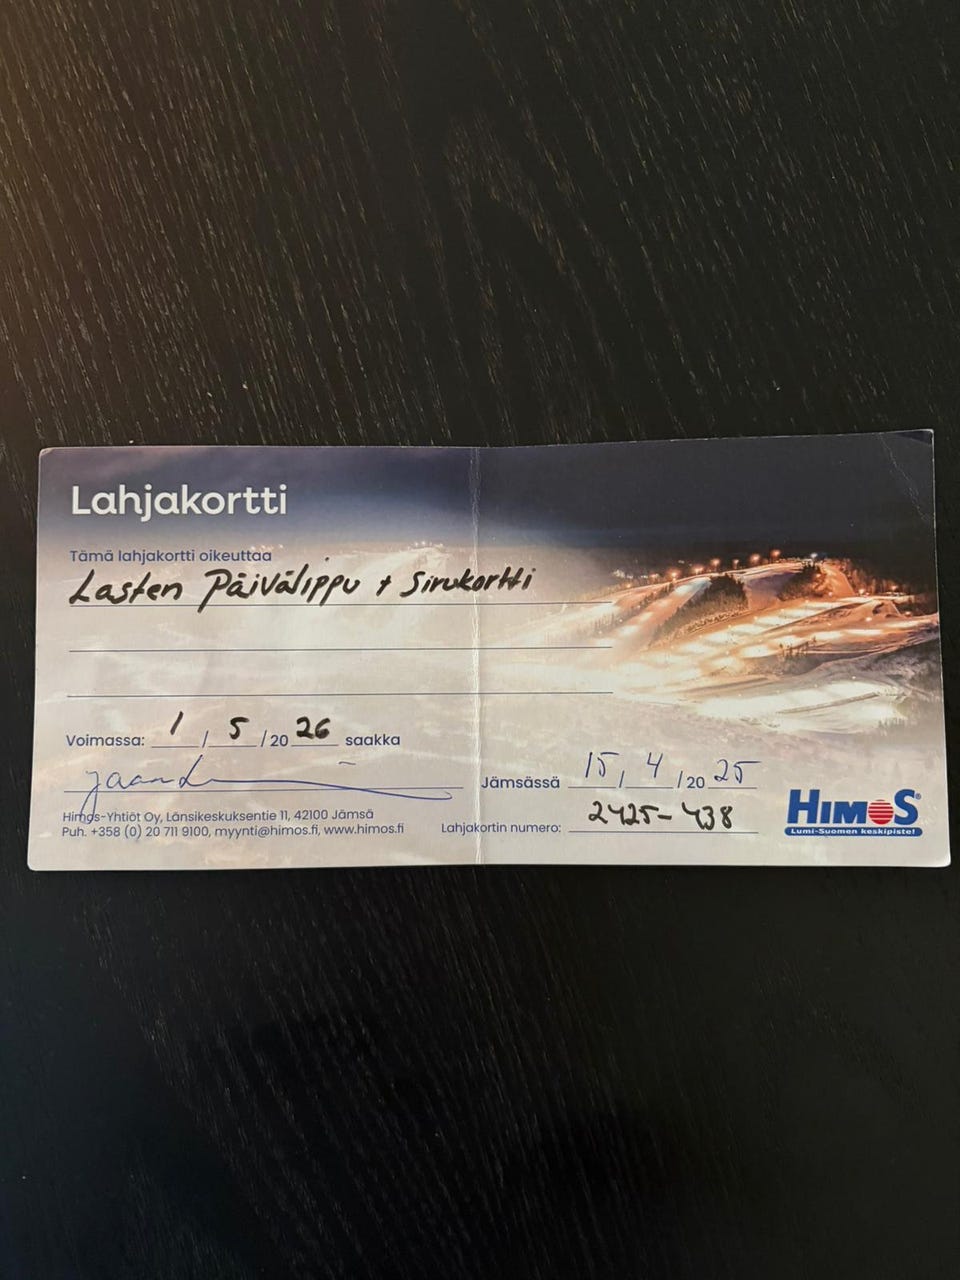 Lahjakortti
Tämä lahjakortti oikeuttaa
Lasten Päivälippu + Sirukortti
Voimassa: 1 / 5 / 20 26 saakka
Jämsässä 15 / 4 / 20 25
Himos-Yhtiöt Oy, Länsikeskuksentie 11, 42100 Jämsä
Puh. +358 (0) 20 711 9100, myynti@himos.fi, www.himos.fi
Lahjakortin numero: 2425-438
HIMOS®
Lumi-Suomen keskipiste!